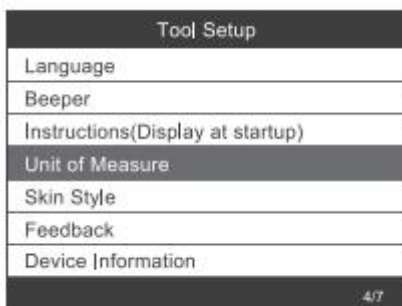 Tool Setup
Language
Beeper
Instructions(Display at startup)
Unit of Measure
Skin Style
Feedback
Device Information
4/7